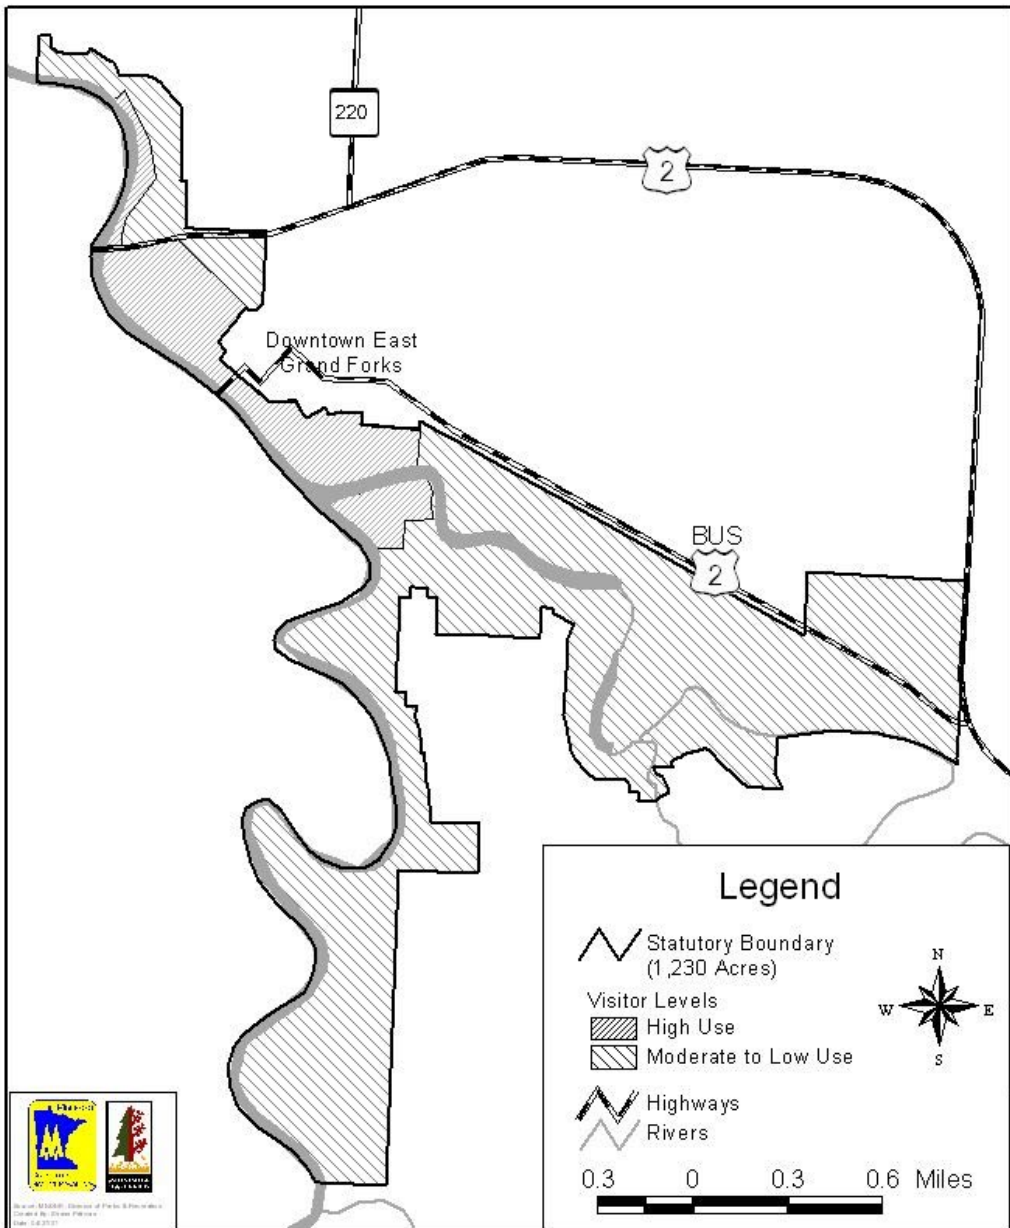 220
2
Downtown East
Grand Forks
BUS
2
Legend
Statutory Boundary
(1,230 Acres)
Visitor Levels
High Use
Moderate to Low Use
Highways
Rivers
N
W E
S
0.3 0 0.3 0.6 Miles